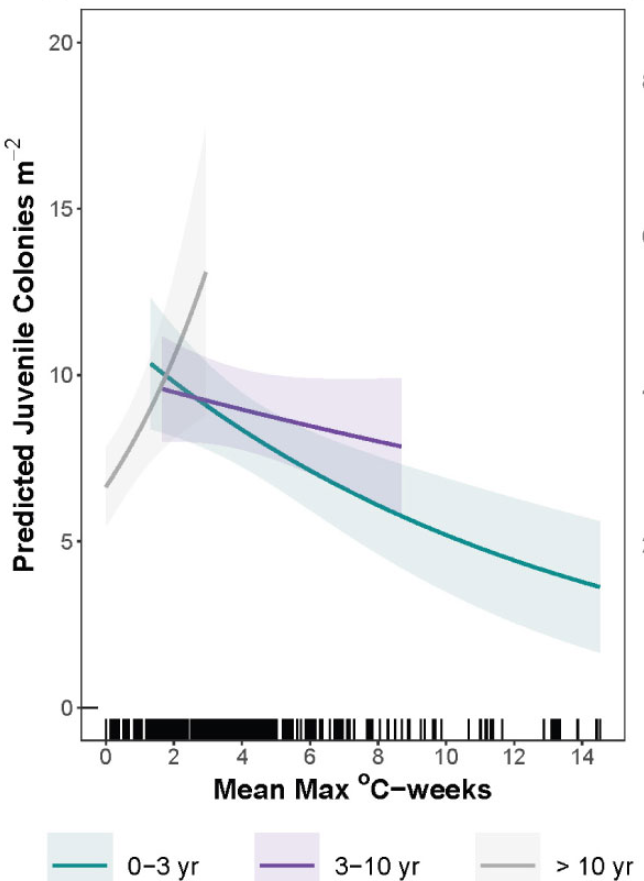 Predicted Juvenile Colonies m⁻²
20
15
10
5
0
0 2 4 6 8 10 12 14
Mean Max °C−weeks
0−3 yr 3−10 yr > 10 yr